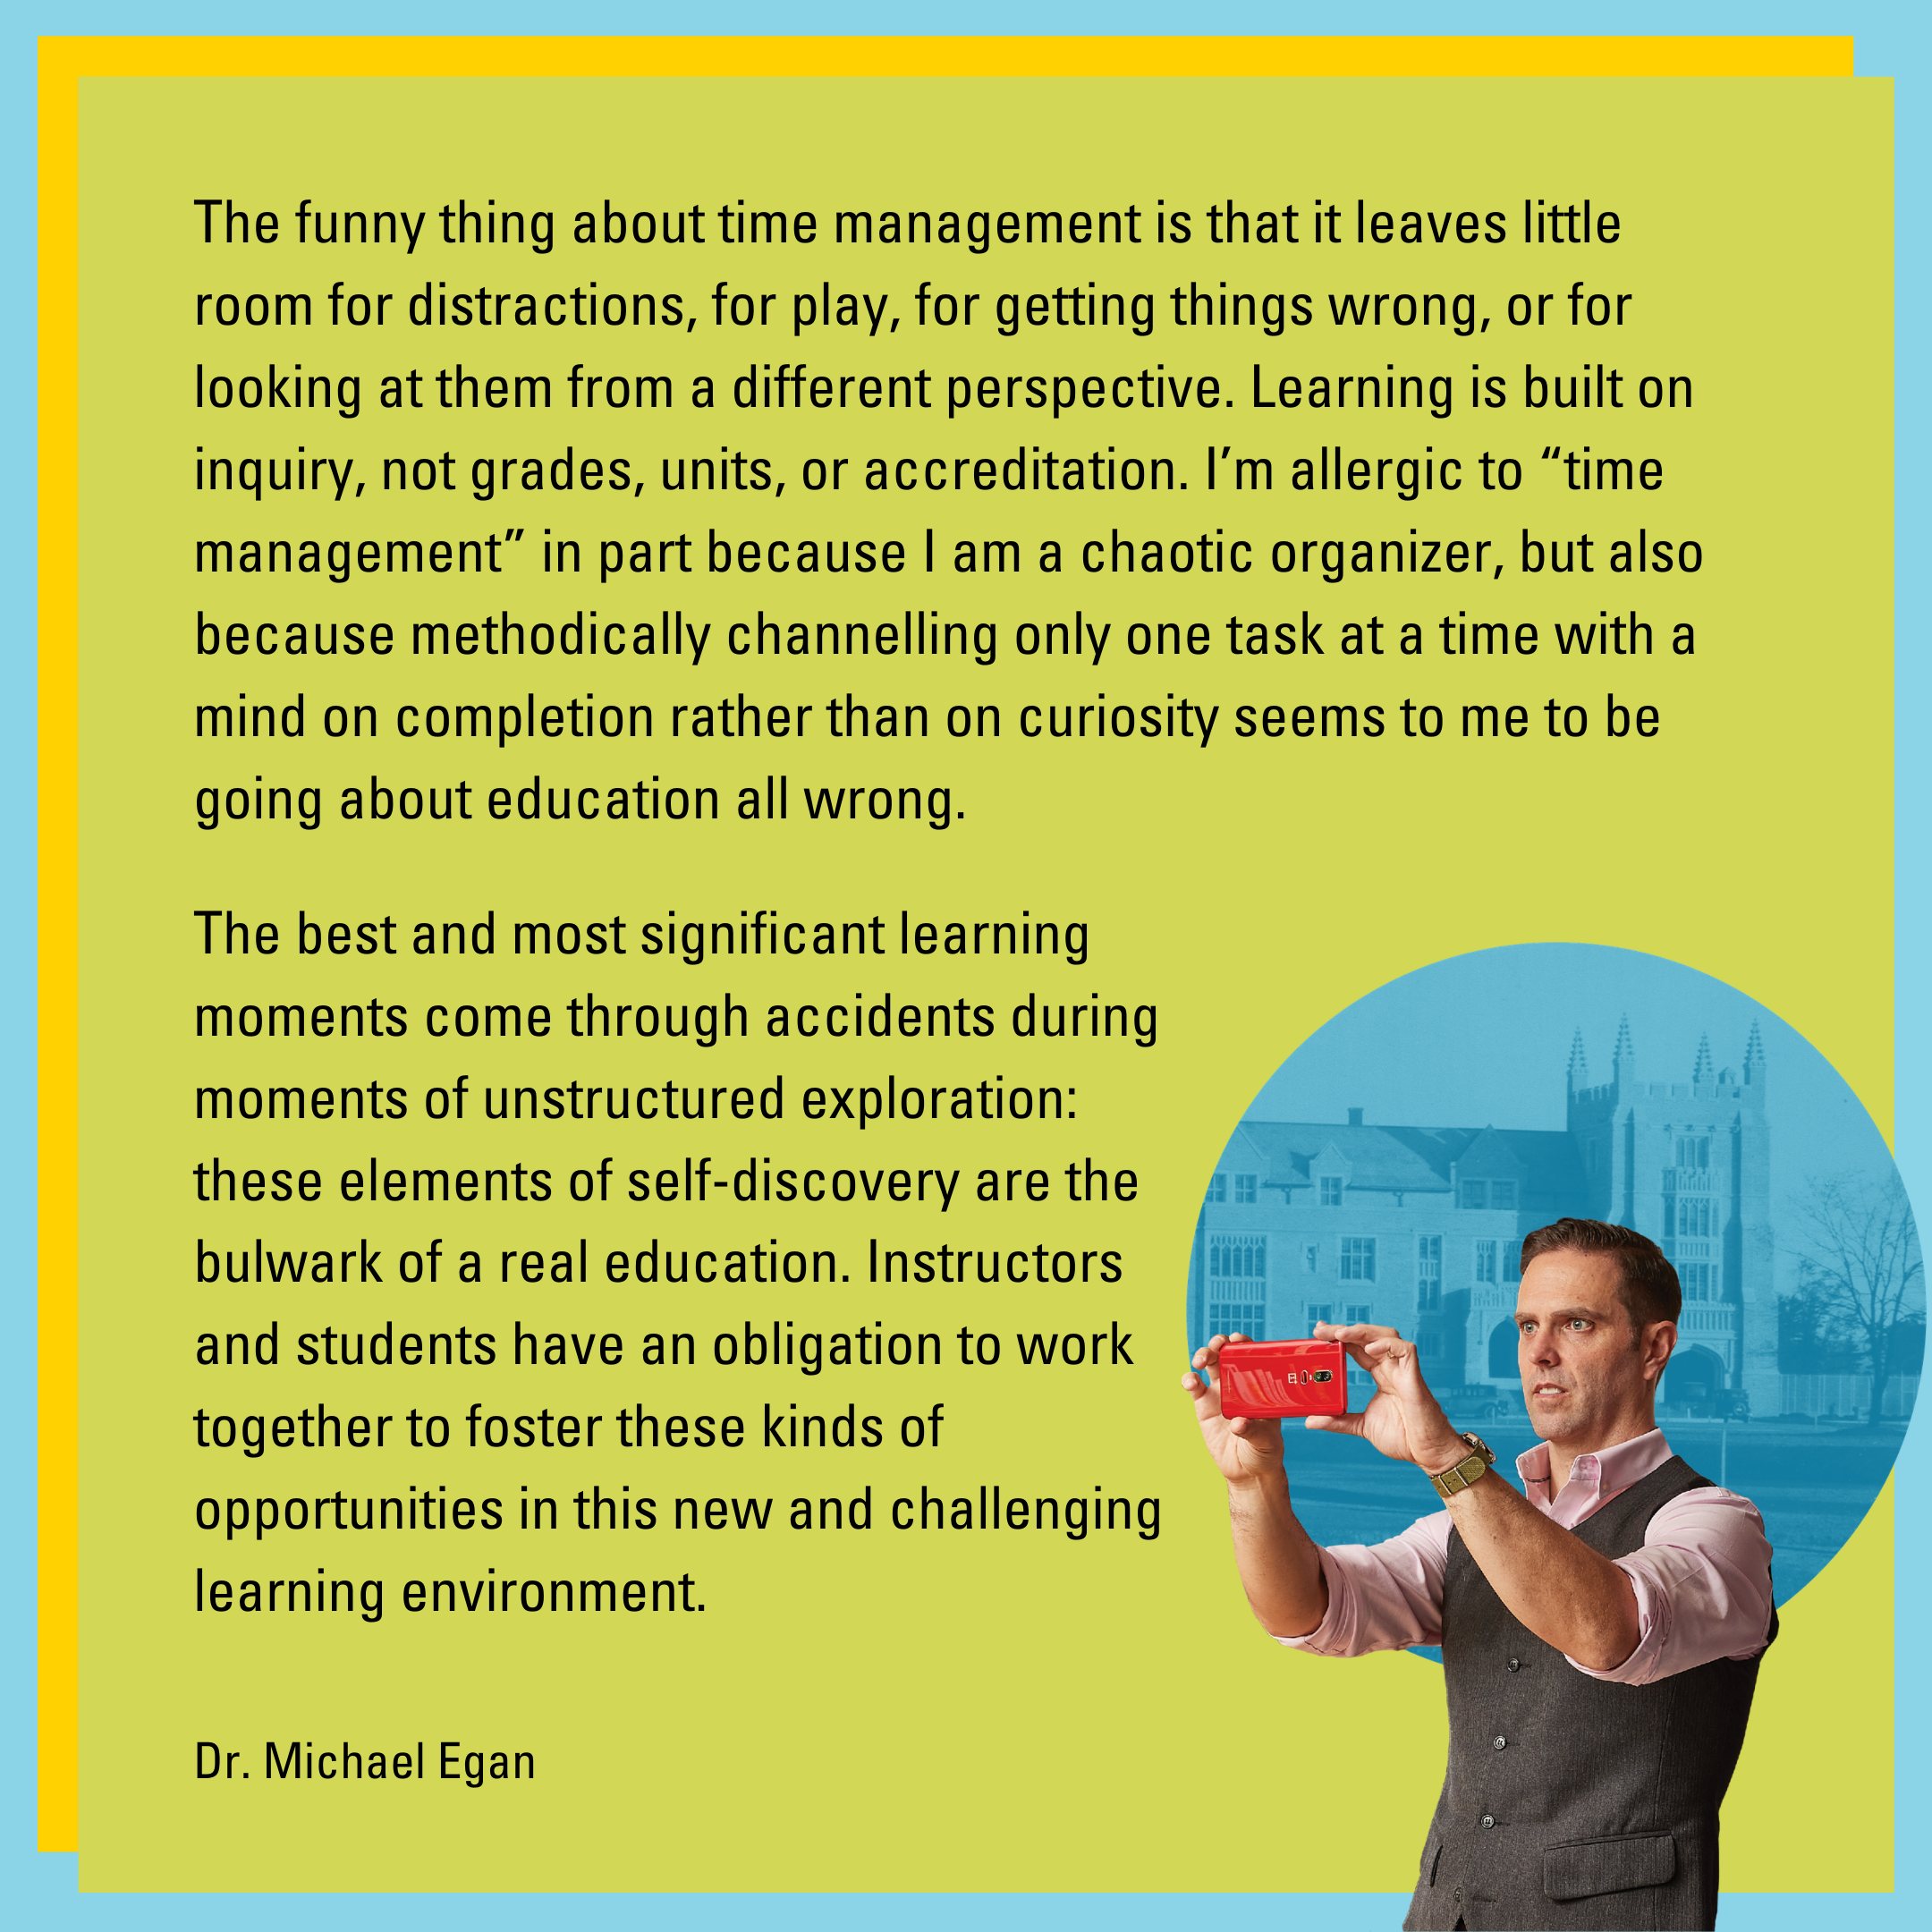 The funny thing about time management is that it leaves little
room for distractions, for play, for getting things wrong, or for
looking at them from a different perspective. Learning is built on
inquiry, not grades, units, or accreditation. I’m allergic to “time
management” in part because I am a chaotic organizer, but also
because methodically channelling only one task at a time with a
mind on completion rather than on curiosity seems to me to be
going about education all wrong.
The best and most significant learning
moments come through accidents during
moments of unstructured exploration:
these elements of self-discovery are the
bulwark of a real education. Instructors
and students have an obligation to work
together to foster these kinds of
opportunities in this new and challenging
learning environment.
Dr. Michael Egan